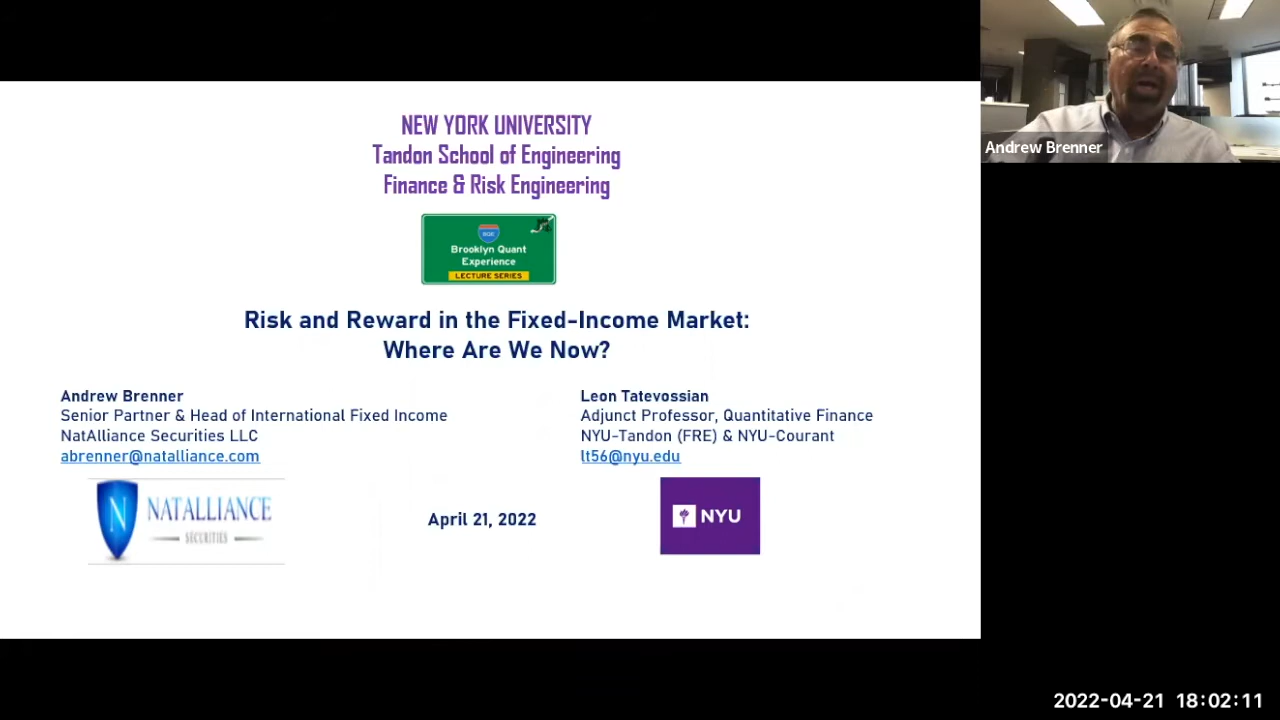 NEW YORK UNIVERSITY
Tandon School of Engineering
Finance & Risk Engineering
BQE
Brooklyn Quant
Experience
LECTURE SERIES
Risk and Reward in the Fixed-Income Market:
Where Are We Now?
Andrew Brenner
Senior Partner & Head of International Fixed Income
NatAlliance Securities LLC
abrenner@natalliance.com
Leon Tatevossian
Adjunct Professor, Quantitative Finance
NYU-Tandon (FRE) & NYU-Courant
lt56@nyu.edu
N NATALLIANCE
SECURITIES
April 21, 2022
NYU
Andrew Brenner
2022-04-21 18:02:11